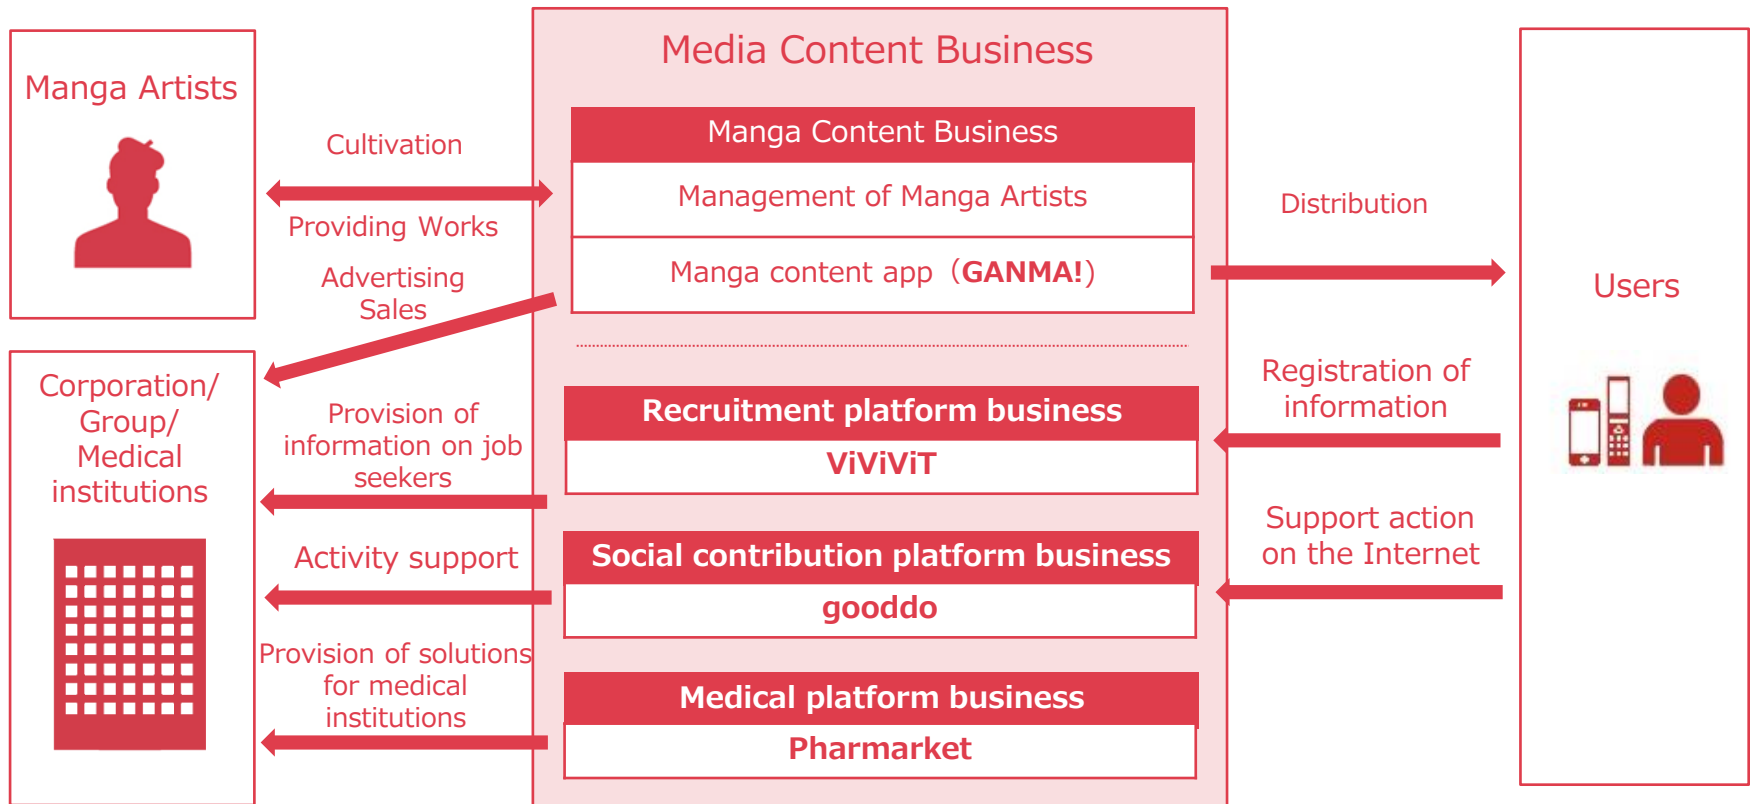 Media Content Business
Manga Artists
Cultivation
Providing Works
Advertising
Sales
Corporation/
Group/
Medical
institutions
Provision of
information on job
seekers
Activity support
Provision of solutions
for medical
institutions
Manga Content Business
Management of Manga Artists
Manga content app（GANMA!）
Recruitment platform business
ViViViT
Social contribution platform business
gooddo
Medical platform business
Pharmarket
Distribution
Registration of
information
Support action
on the Internet
Users